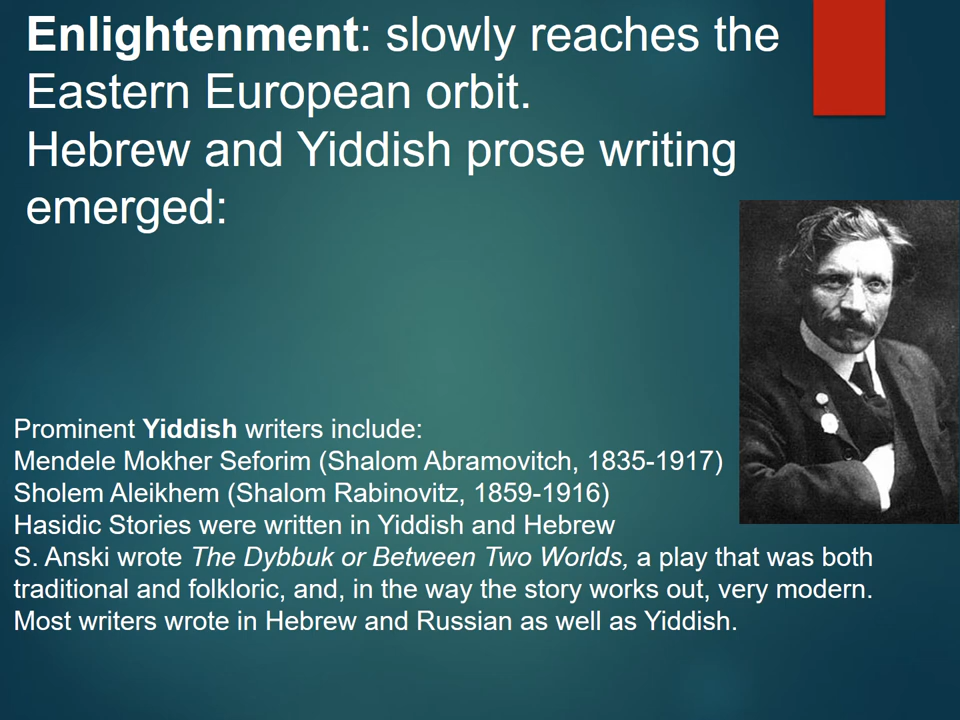 Enlightenment: slowly reaches the
Eastern European orbit.
Hebrew and Yiddish prose writing
emerged:
Prominent Yiddish writers include:
Mendele Mokher Seforim (Shalom Abramovitch, 1835-1917)
Sholem Aleikhem (Shalom Rabinovitz, 1859-1916)
Hasidic Stories were written in Yiddish and Hebrew
S. Anski wrote The Dybbuk or Between Two Worlds, a play that was both
traditional and folkloric, and, in the way the story works out, very modern.
Most writers wrote in Hebrew and Russian as well as Yiddish.